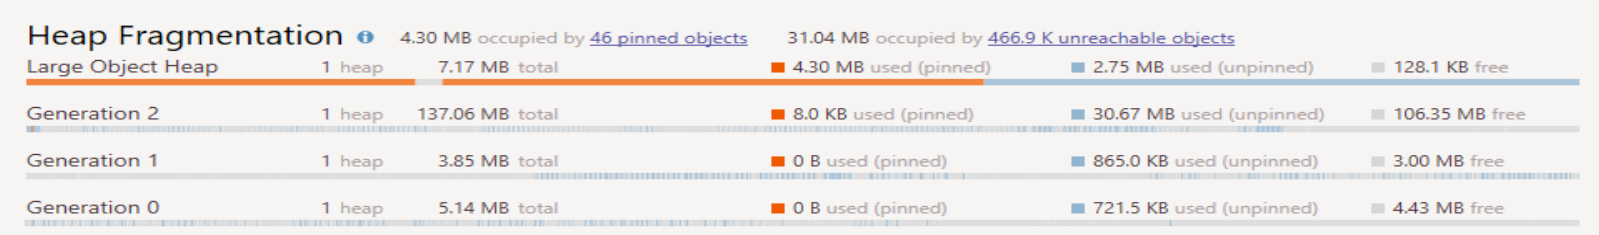 Heap Fragmentation 4.30 MB occupied by 46 pinned objects 31.04 MB occupied by 466.9 K unreachable objects
Large Object Heap 1 heap 7.17 MB total 4.30 MB used (pinned) 2.75 MB used (unpinned) 128.1 KB free
Generation 2 1 heap 137.06 MB total 8.0 KB used (pinned) 30.67 MB used (unpinned) 106.35 MB free
Generation 1 1 heap 3.85 MB total 0 B used (pinned) 865.0 KB used (unpinned) 3.00 MB free
Generation 0 1 heap 5.14 MB total 0 B used (pinned) 721.5 KB used (unpinned) 4.43 MB free